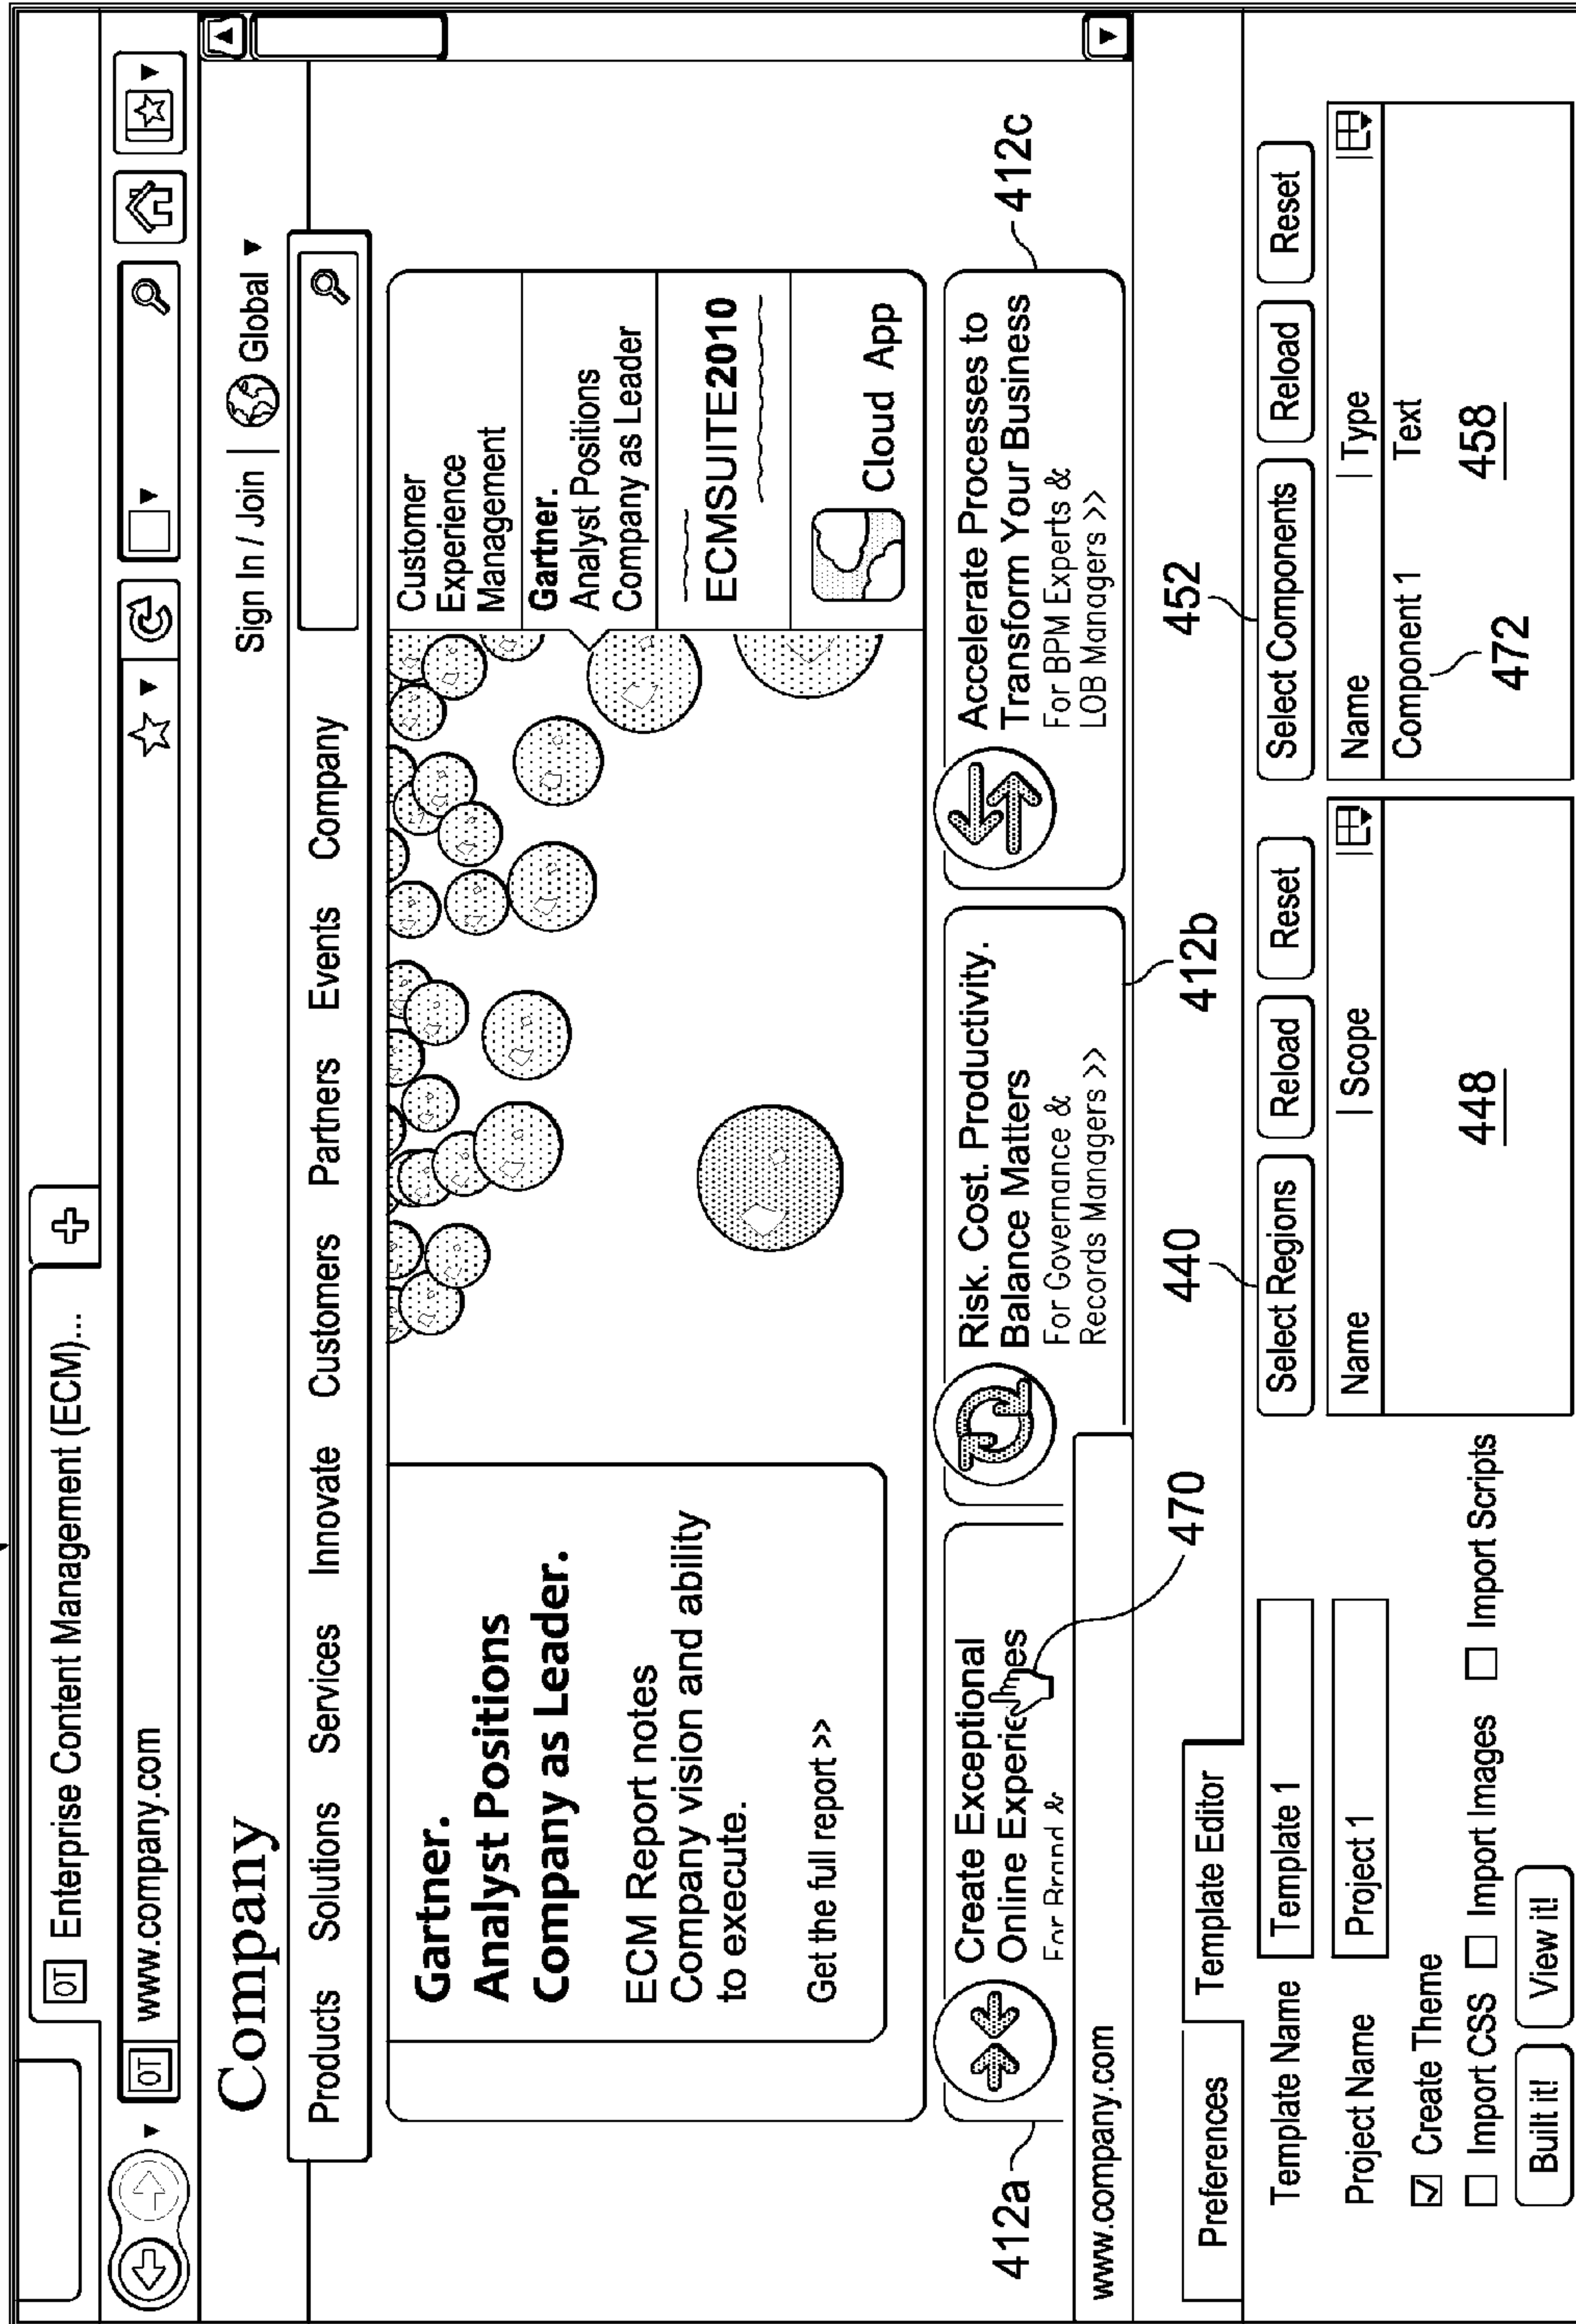 OT Enterprise Content Management (ECM)...
OT www.company.com
Company
Sign In / Join | Global
Products Solutions Services Innovate Customers Partners Events Company
Gartner.
Analyst Positions
Company as Leader.
ECM Report notes
Company vision and ability
to execute.
Get the full report >>
Customer
Experience
Management
Gartner.
Analyst Positions
Company as Leader
ECMSUITE2010
Cloud App
Create Exceptional
Online Experiences
For Brand &
Risk. Cost. Productivity.
Balance Matters
For Governance &
Records Managers >>
Accelerate Processes to
Transform Your Business
For BPM Experts &
LOB Managers >>
412a
412b
412c
www.company.com
470
440
452
Preferences Template Editor
Template Name Template 1
Project Name Project 1
Create Theme
Import CSS Import Images Import Scripts
Built it! View it!
Select Regions Reload Reset
Name | Scope
448
Select Components Reload Reset
Name | Type
Component 1 Text
472
458